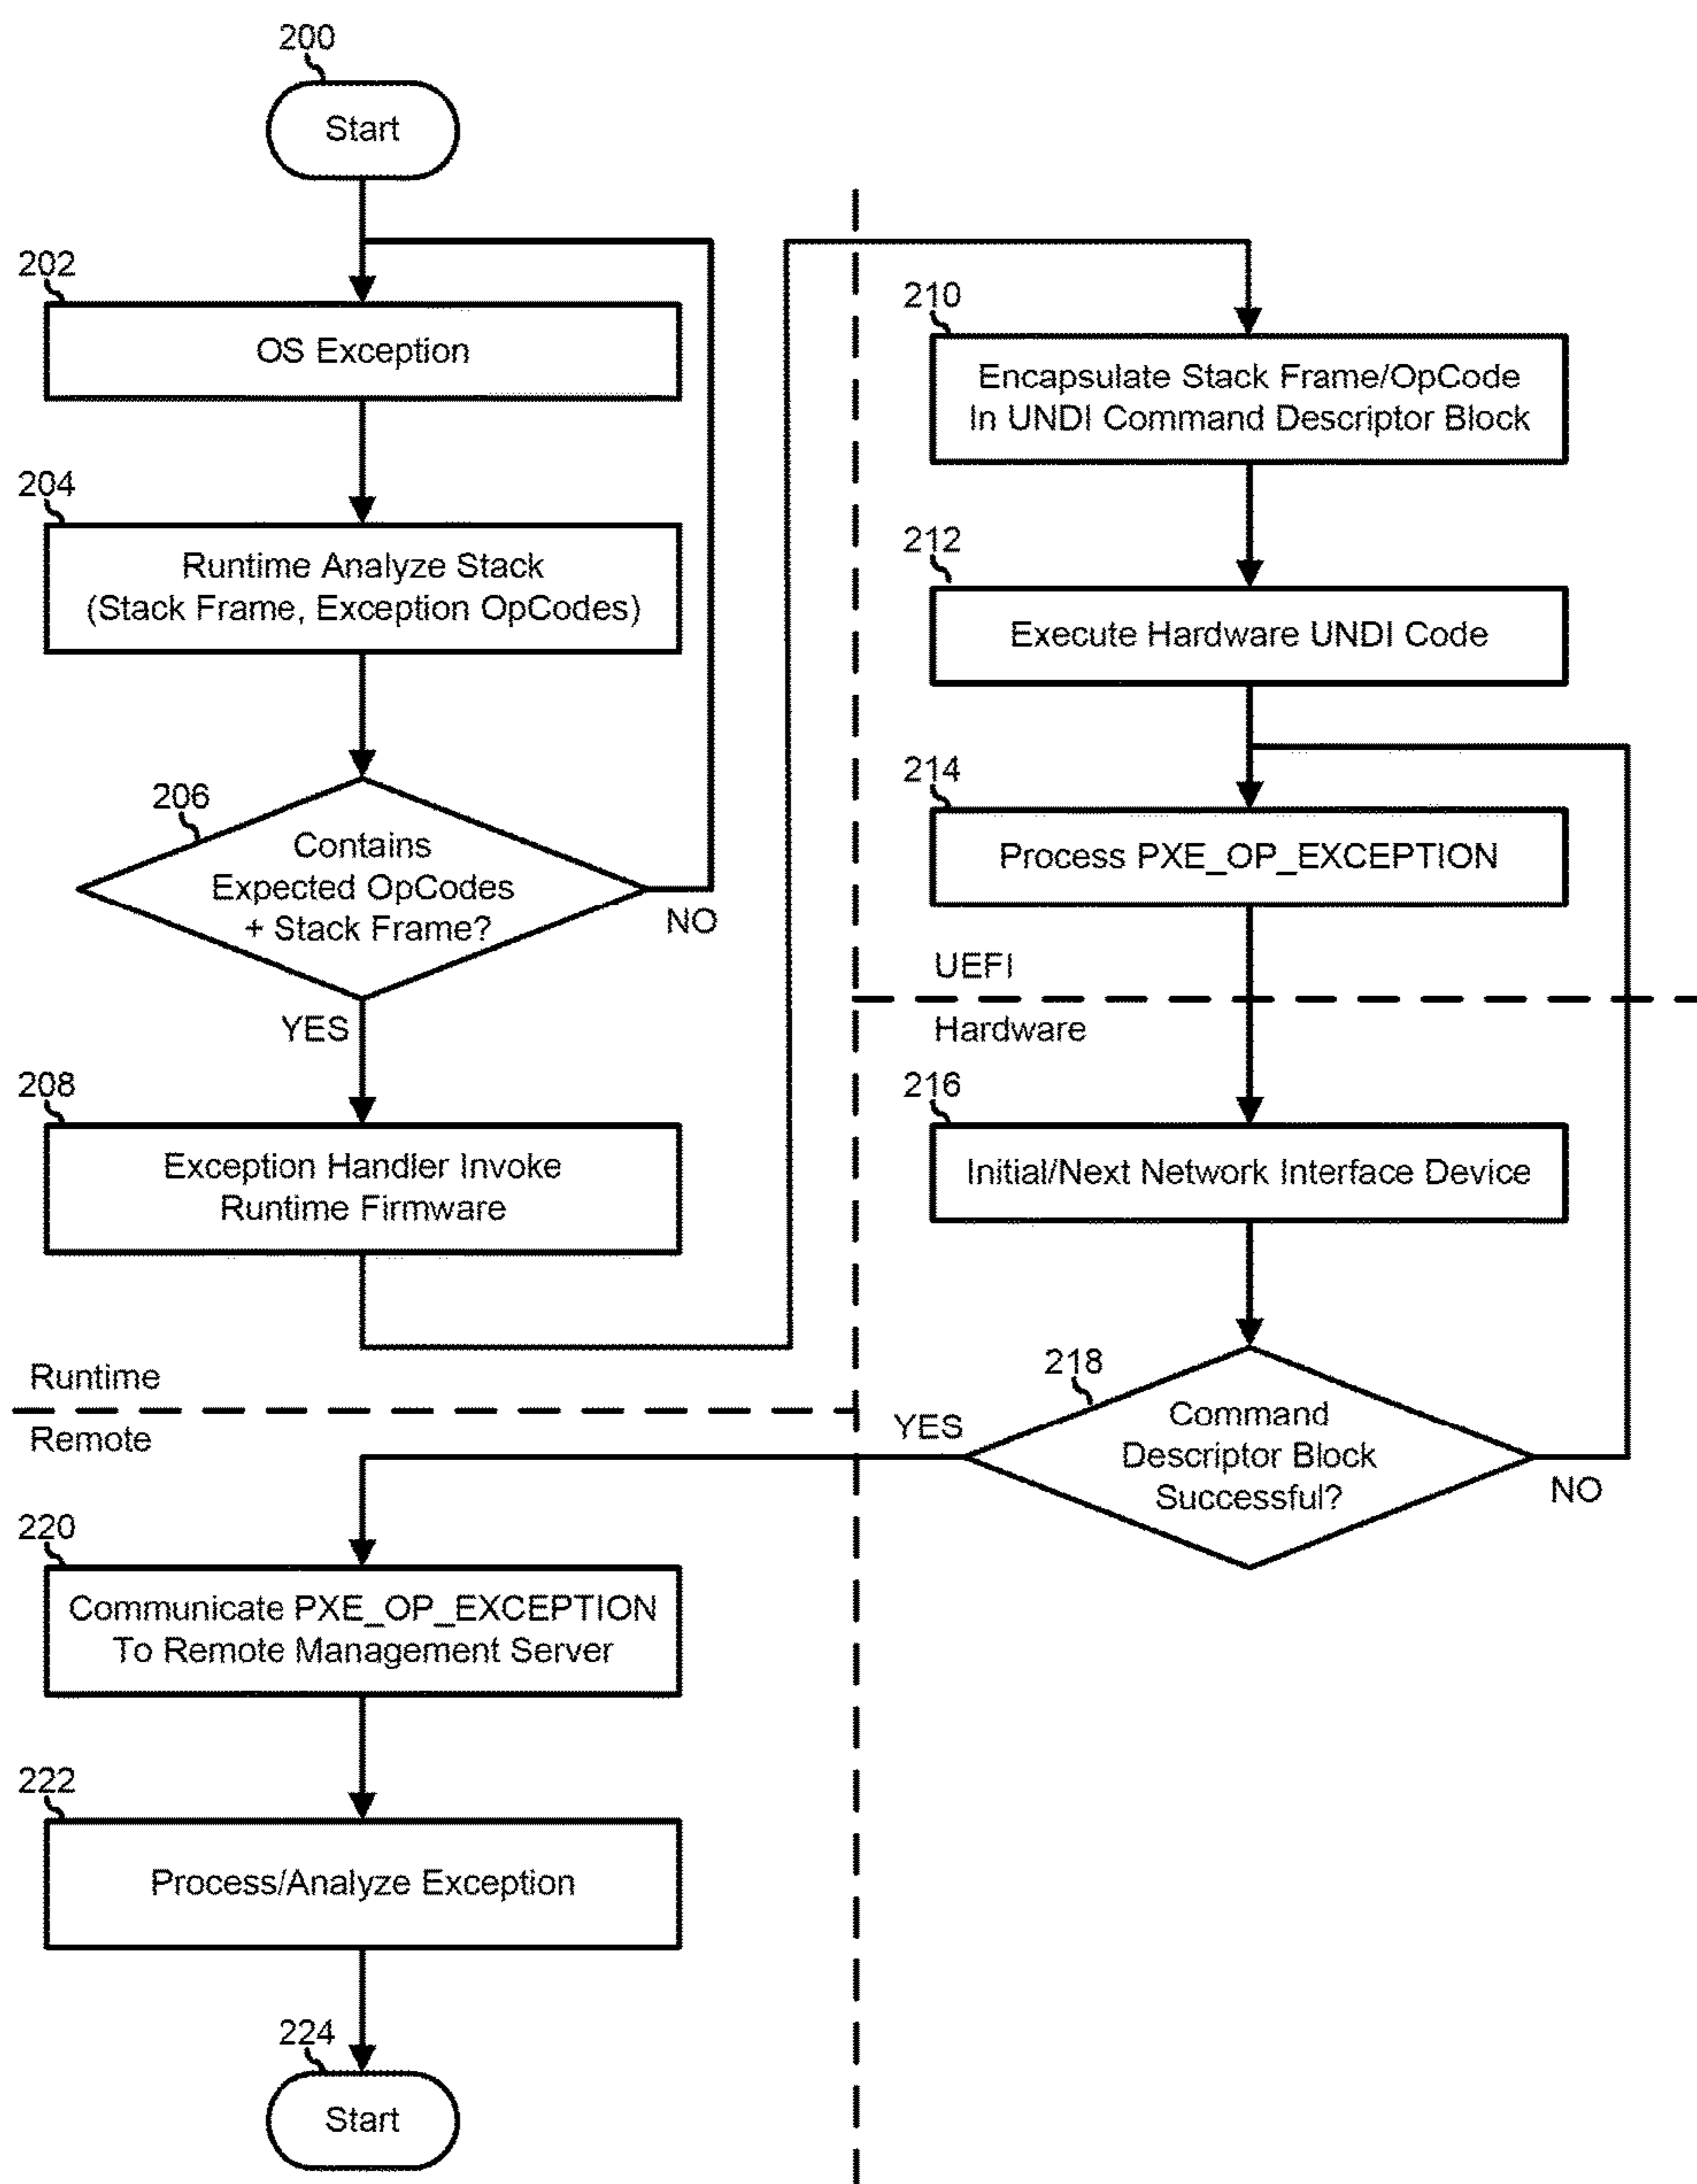 200
Start
202
OS Exception
204
Runtime Analyze Stack
(Stack Frame, Exception OpCodes)
206
Contains
Expected OpCodes
+ Stack Frame?
NO
YES
208
Exception Handler Invoke
Runtime Firmware
Runtime
210
Encapsulate Stack Frame/OpCode
In UNDI Command Descriptor Block
212
Execute Hardware UNDI Code
214
Process PXE_OP_EXCEPTION
UEFI
Hardware
216
Initial/Next Network Interface Device
218
Command
Descriptor Block
Successful?
YES
NO
Remote
220
Communicate PXE_OP_EXCEPTION
To Remote Management Server
222
Process/Analyze Exception
224
Start